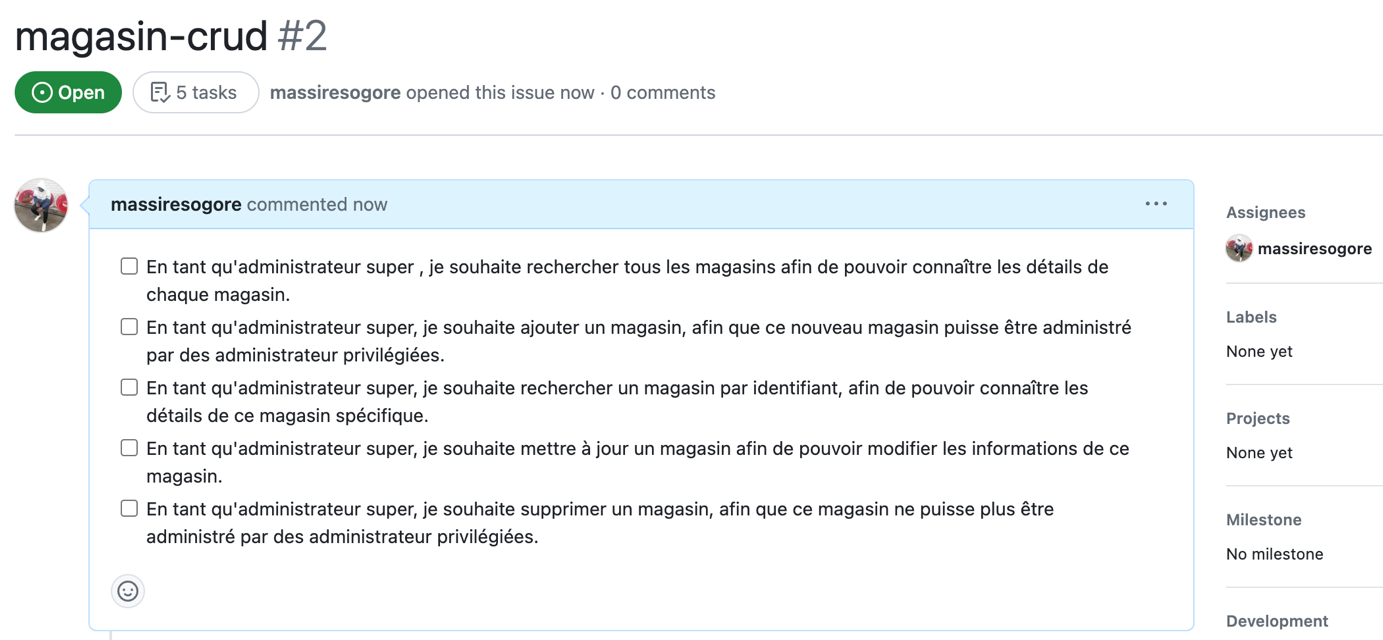 magasin-crud #2
Open
5 tasks
massiresogore opened this issue now · 0 comments
massiresogore commented now
En tant qu'administrateur super , je souhaite rechercher tous les magasins afin de pouvoir connaître les détails de
chaque magasin.
En tant qu'administrateur super, je souhaite ajouter un magasin, afin que ce nouveau magasin puisse être administré
par des administrateur privilégiées.
En tant qu'administrateur super, je souhaite rechercher un magasin par identifiant, afin de pouvoir connaître les
détails de ce magasin spécifique.
En tant qu'administrateur super, je souhaite mettre à jour un magasin afin de pouvoir modifier les informations de ce
magasin.
En tant qu'administrateur super, je souhaite supprimer un magasin, afin que ce magasin ne puisse plus être
administré par des administrateur privilégiées.
Assignees
massiresogore
Labels
None yet
Projects
None yet
Milestone
No milestone
Development